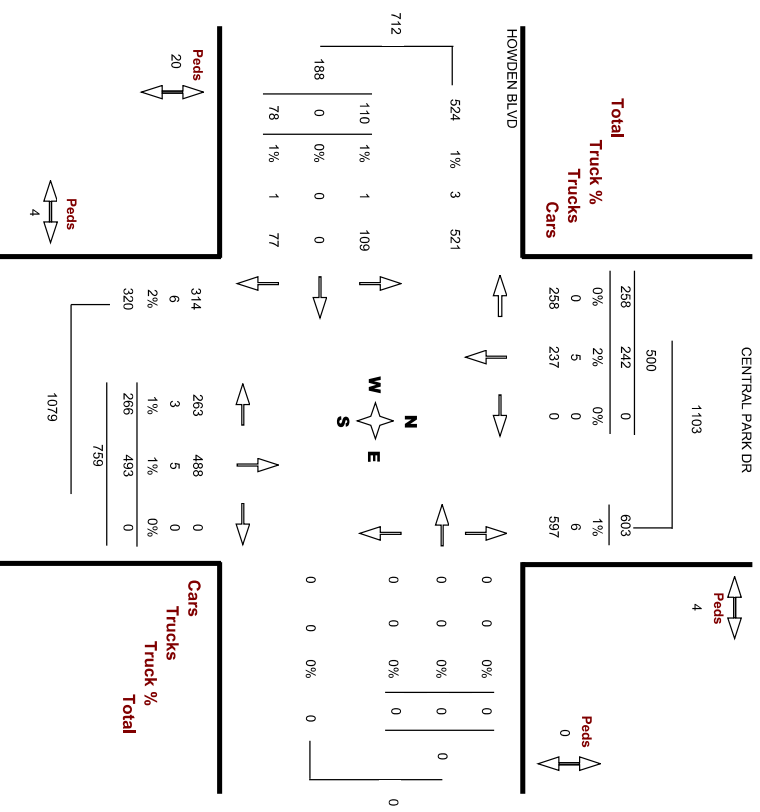 CENTRAL PARK DR
Peds
1103
4
500
Total 258 242 0 603
Truck % 0% 2% 0% 1%
Peds
Trucks 0 5 0 6
0
Cars 258 237 0 597
HOWDEN BLVD
0 0 0% 0
524 1% 3 521
0 0 0% 0 0
N
712
0 0 0% 0 0
W E
110 1% 1 109
S
188 0 0% 0 0
0 0 0% 0
78 1% 1 77
Peds
314 263 488 0 Cars
20
6 3 5 0 Trucks
2% 1% 1% 0% Truck %
320 266 493 0 Total
759
Peds
1079
4